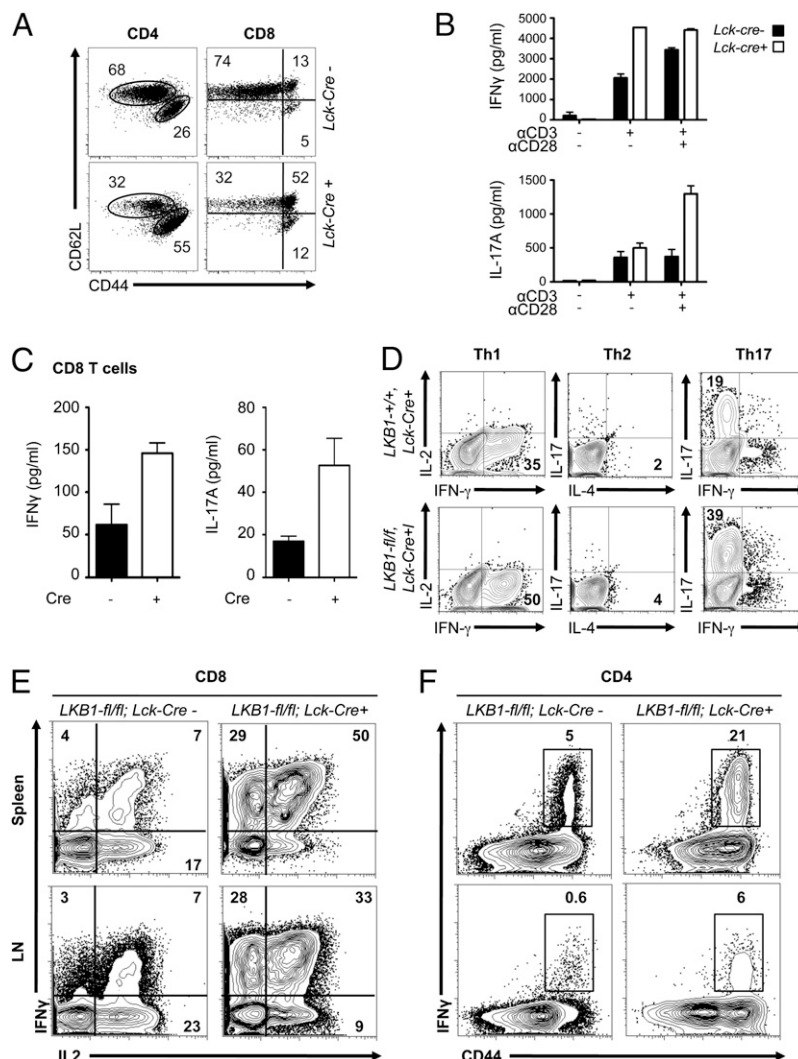 A
CD4
CD8
68
26
74
13
5
Lck-Cre -
32
55
32
52
12
Lck-Cre +
CD62L
CD44
B
Lck-cre-
Lck-cre+
IFNγ (pg/ml)
5000
4000
3000
2000
1000
0
αCD3 - + +
αCD28 - - +
IL-17A (pg/ml)
1500
1000
500
0
αCD3 - + +
αCD28 - - +
C
CD8 T cells
IFNγ (pg/ml)
200
150
100
50
0
Cre - +
IL-17A (pg/ml)
80
60
40
20
0
- +
D
Th1
Th2
Th17
LKB1-+/+,
Lck-Cre+
IL-2
35
IFN-γ
IL-17
2
IL-4
IL-17
19
IFN-γ
LKB1-fl/fl,
Lck-Cre+l
IL-2
50
IFN-γ
IL-17
4
IL-4
IL-17
39
IFN-γ
E
CD8
LKB1-fl/fl; Lck-Cre -
LKB1-fl/fl; Lck-Cre+
Spleen
4
7
17
29
50
LN
3
7
23
28
33
9
IFNγ
IL2
F
CD4
LKB1-fl/fl; Lck-Cre -
LKB1-fl/fl; Lck-Cre+
5
21
0.6
6
IFNγ
CD44